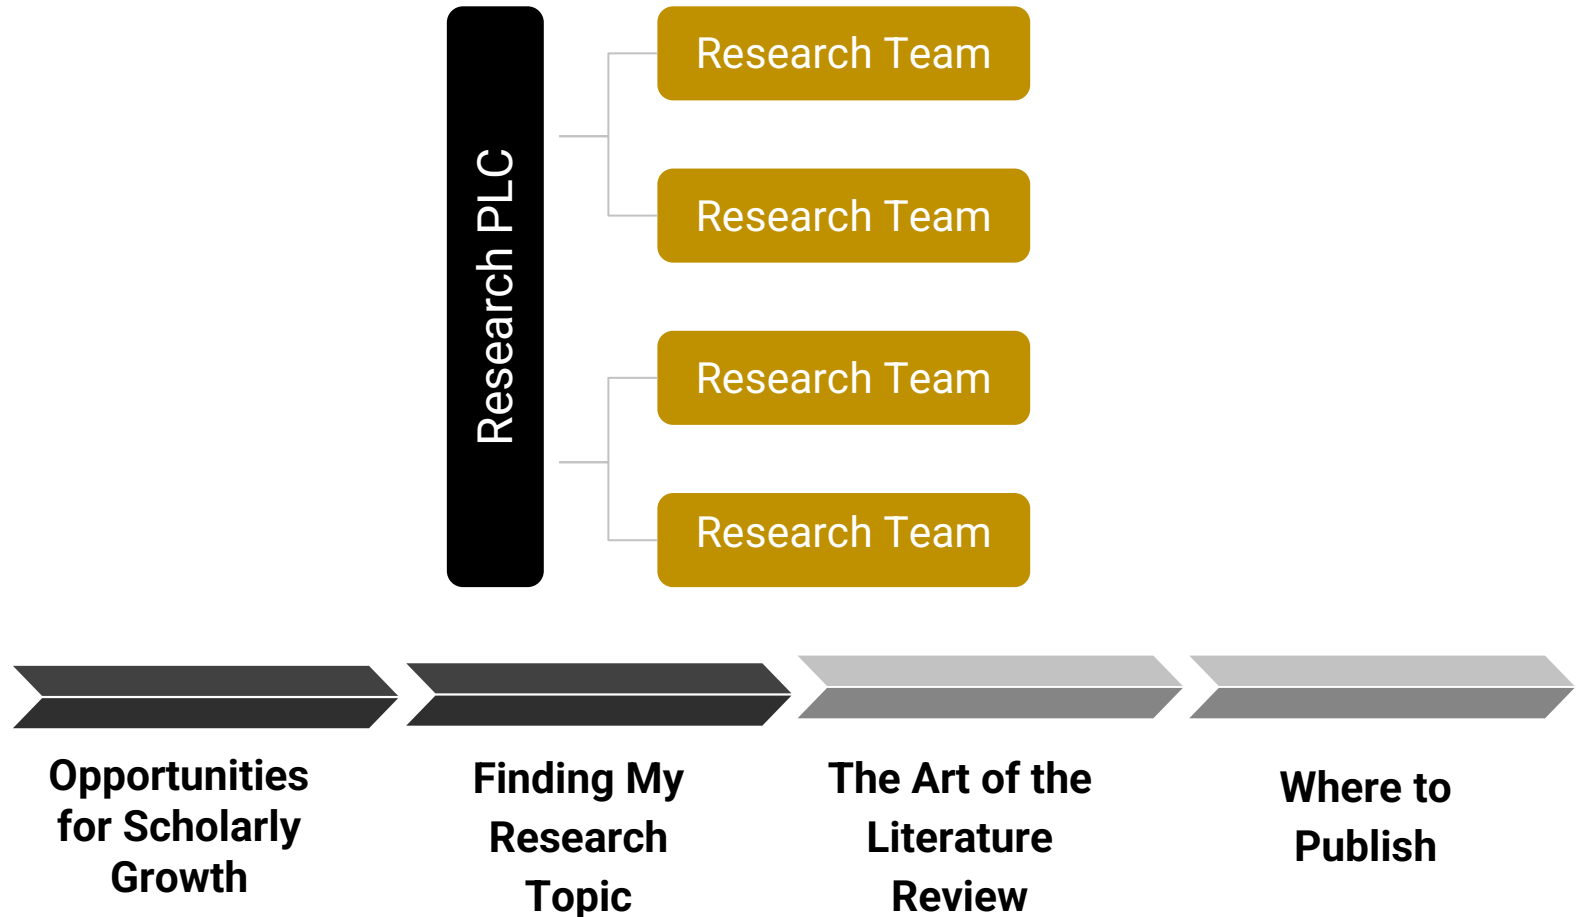 Research PLC
Research Team
Research Team
Research Team
Research Team
Opportunities
for Scholarly
Growth
Finding My
Research
Topic
The Art of the
Literature
Review
Where to
Publish